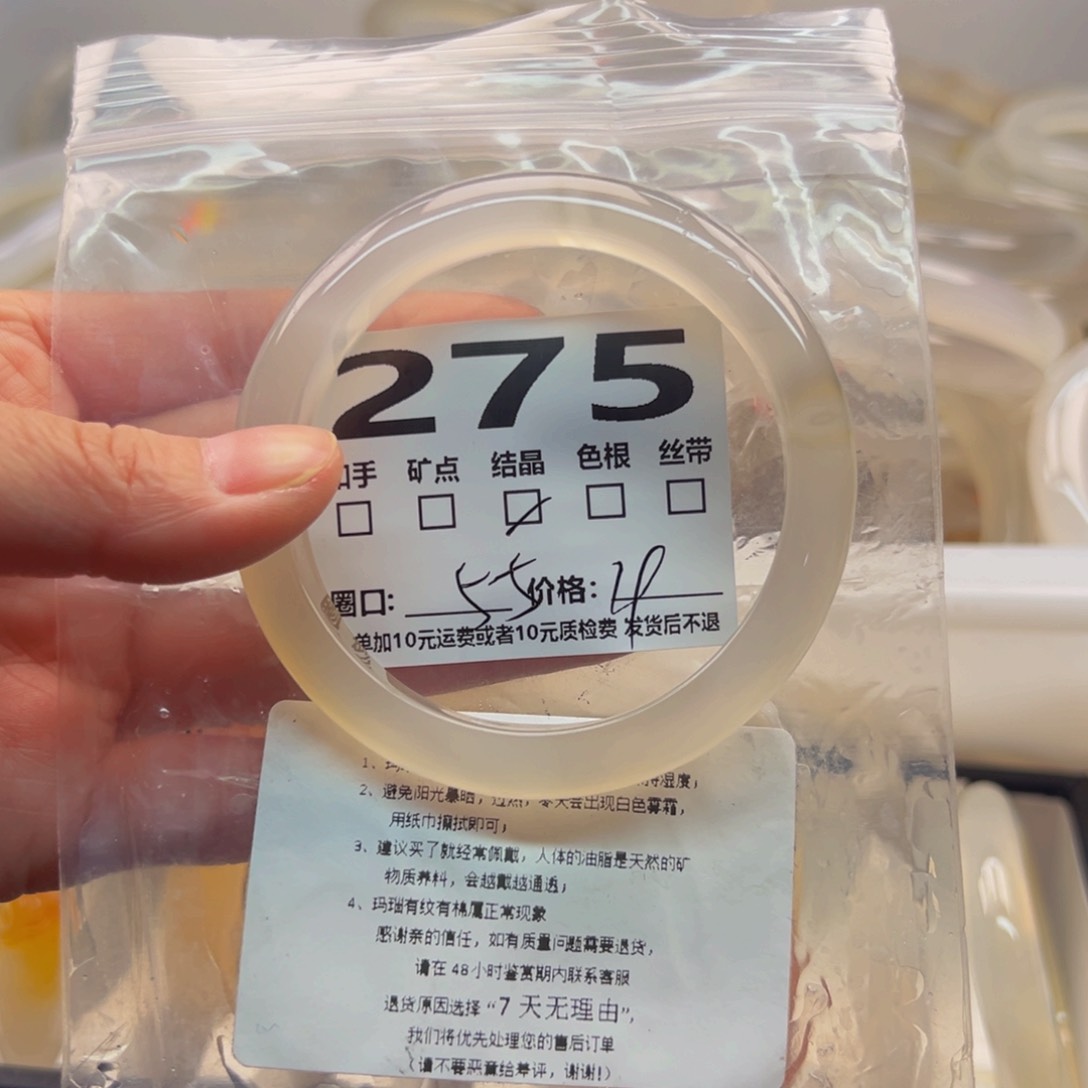 275
手 矿点 结晶 色根 丝带
圈口: 55 价格:
单加10元运费或者10元质检费 发货后不退
1、玛
湿度;
2、避免阳光暴晒,过热,冬天会出现白色雾霜,
用纸巾擦拭即可;
3、建议买了就经常佩戴,人体的油脂是天然的矿
物质养料,会越戴越通透;
4、玛瑙有纹有棉属正常现象
感谢亲的信任,如有质量问题需要退货,
请在48小时鉴赏期内联系客服
退货原因选择“7天无理由”,
我们将优先处理您的售后订单
(请不要恶意给差评,谢谢!)